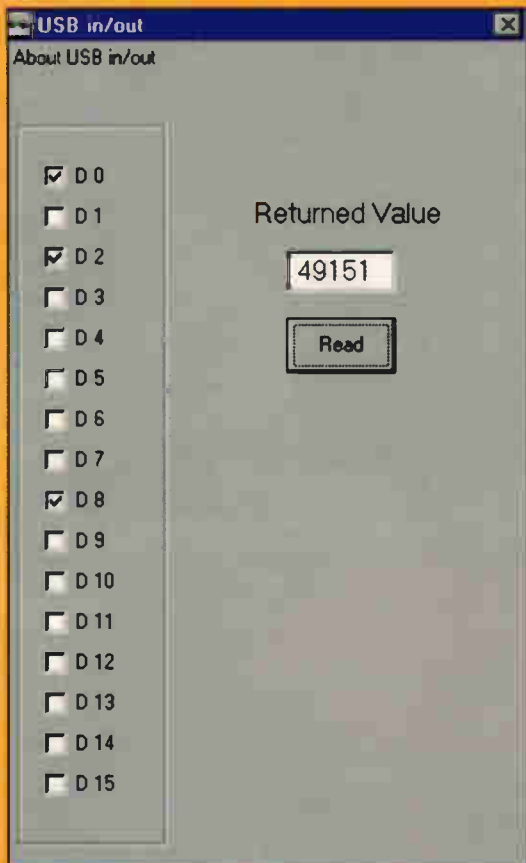 USB in/out
About USB in/out
D 0
D 1
D 2
D 3
D 4
D 5
D 6
D 7
D 8
D 9
D 10
D 11
D 12
D 13
D 14
D 15
Returned Value
49151
Read